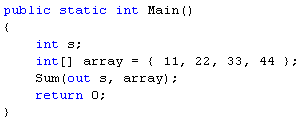 public static int Main()
{
    int s;
    int[] array = { 11, 22, 33, 44 };
    Sum(out s, array);
    return 0;
}